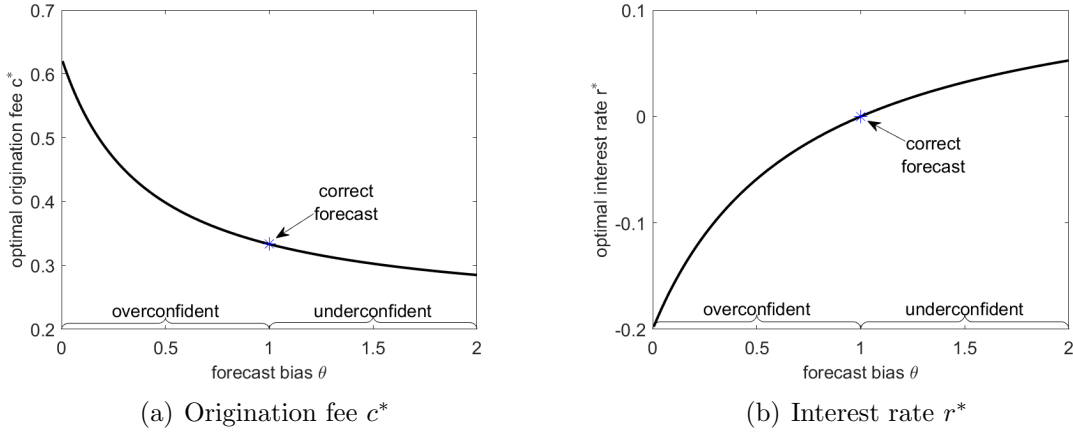 0.7
0.6
0.5
0.4
0.3
0.2
optimal origination fee c*
correct
forecast
overconfident
underconfident
0 0.5 1 1.5 2
forecast bias θ
(a) Origination fee c*
0.1
0
-0.1
-0.2
optimal interest rate r*
correct
forecast
overconfident
underconfident
0 0.5 1 1.5 2
forecast bias θ
(b) Interest rate r*